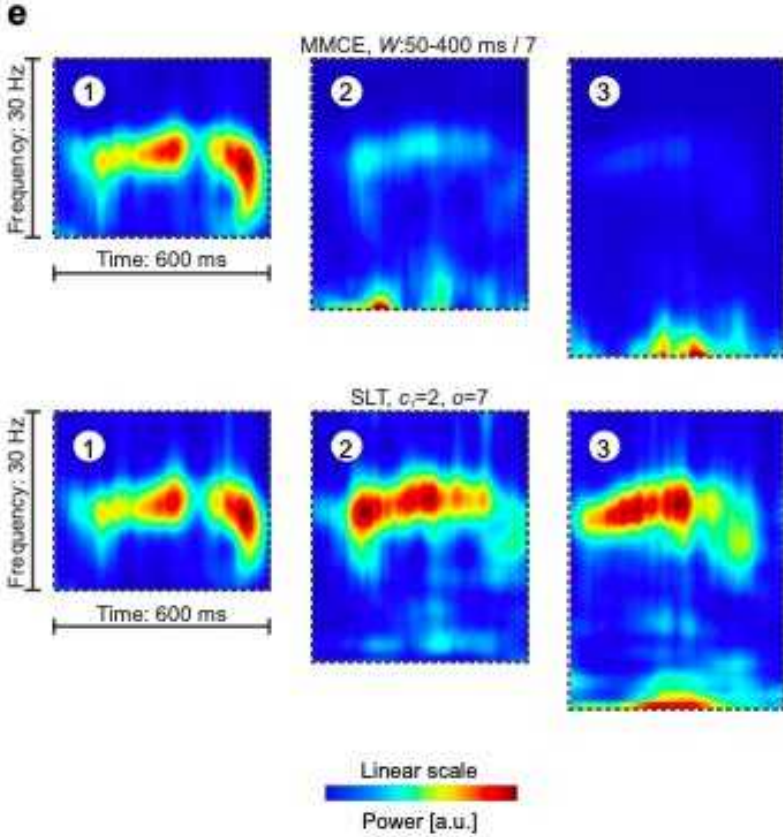 e
MMCE, W:50-400 ms / 7
Frequency: 30 Hz
1
2
3
Time: 600 ms
SLT, cᵢ=2, o=7
Frequency: 30 Hz
1
2
3
Time: 600 ms
Linear scale
Power [a.u.]